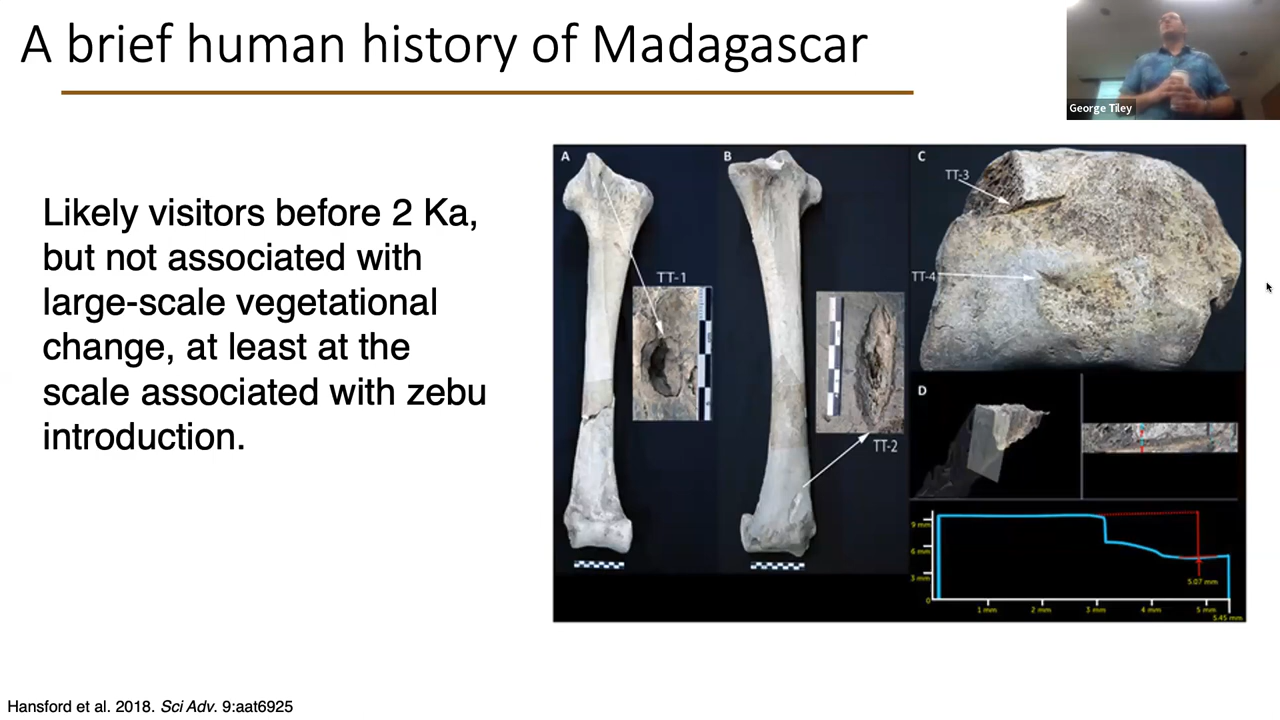 A brief human history of Madagascar
George Tiley
Likely visitors before 2 Ka,
but not associated with
large-scale vegetational
change, at least at the
scale associated with zebu
introduction.
A
B
C
TT-1
TT-2
TT-3
TT-4
D
9 mm
6 mm
3 mm
0
5.07 mm
1 mm 2 mm 3 mm 4 mm 5 mm
5.45 mm
Hansford et al. 2018. Sci Adv. 9:aat6925